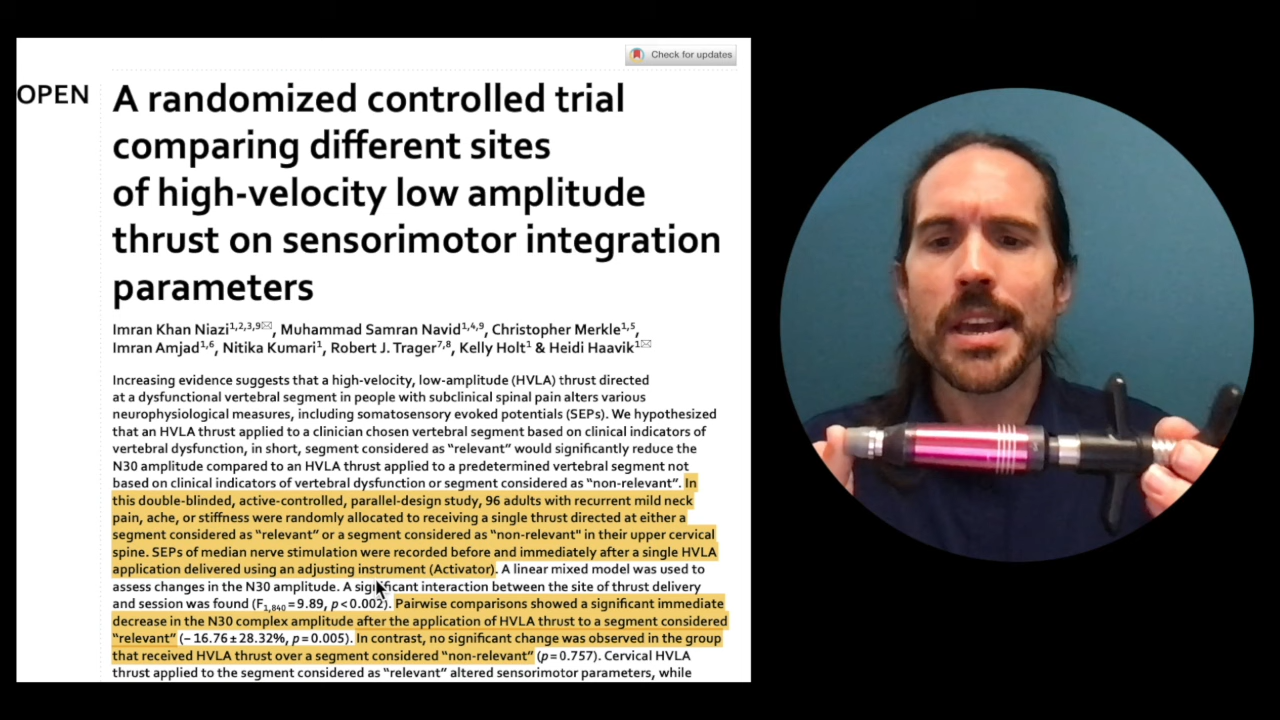 Check for updates
OPEN
A randomized controlled trial
comparing different sites
of high-velocity low amplitude
thrust on sensorimotor integration
parameters
Imran Khan Niazi1,2,3,9✉, Muhammad Samran Navid1,4,9, Christopher Merkle1,5,
Imran Amjad1,6, Nitika Kumari1, Robert J. Trager7,8, Kelly Holt1 & Heidi Haavik1✉
Increasing evidence suggests that a high-velocity, low-amplitude (HVLA) thrust directed
at a dysfunctional vertebral segment in people with subclinical spinal pain alters various
neurophysiological measures, including somatosensory evoked potentials (SEPs). We hypothesized
that an HVLA thrust applied to a clinician chosen vertebral segment based on clinical indicators of
vertebral dysfunction, in short, segment considered as “relevant” would significantly reduce the
N30 amplitude compared to an HVLA thrust applied to a predetermined vertebral segment not
based on clinical indicators of vertebral dysfunction or segment considered as “non-relevant”. In
this double-blinded, active-controlled, parallel-design study, 96 adults with recurrent mild neck
pain, ache, or stiffness were randomly allocated to receiving a single thrust directed at either a
segment considered as “relevant” or a segment considered as “non-relevant” in their upper cervical
spine. SEPs of median nerve stimulation were recorded before and immediately after a single HVLA
application delivered using an adjusting instrument (Activator). A linear mixed model was used to
assess changes in the N30 amplitude. A significant interaction between the site of thrust delivery
and session was found (F1,840 = 9.89, p < 0.002). Pairwise comparisons showed a significant immediate
decrease in the N30 complex amplitude after the application of HVLA thrust to a segment considered
“relevant” (− 16.76 ± 28.32%, p = 0.005). In contrast, no significant change was observed in the group
that received HVLA thrust over a segment considered “non-relevant” (p = 0.757). Cervical HVLA
thrust applied to the segment considered as “relevant” altered sensorimotor parameters, while